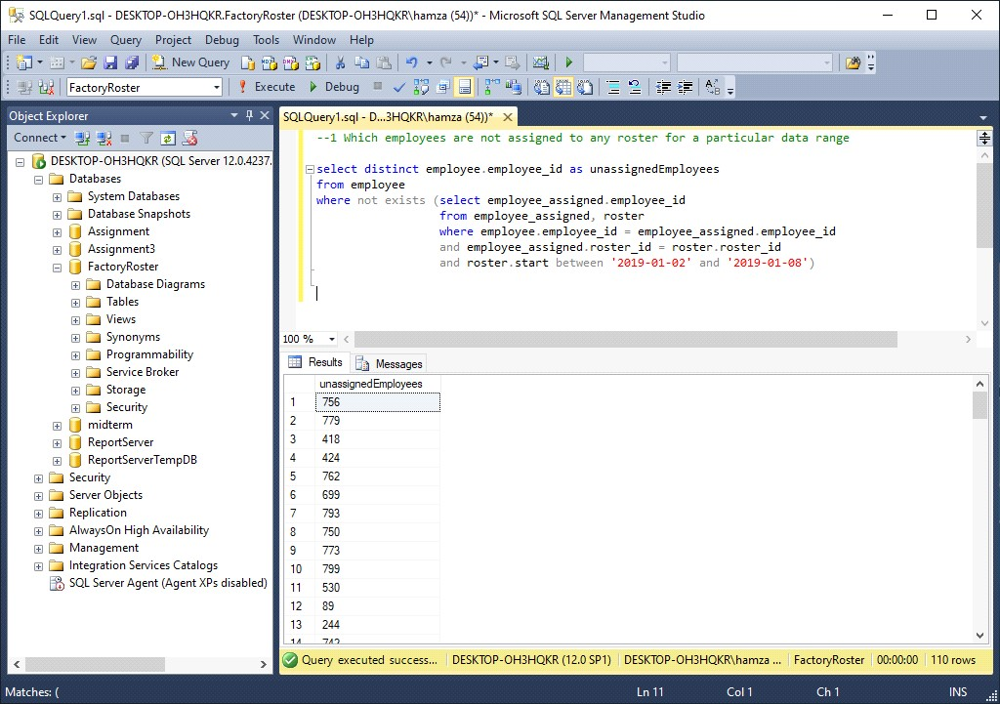 SQLQuery1.sql - DESKTOP-OH3HQKR.FactoryRoster (DESKTOP-OH3HQKR\hamza (54))* - Microsoft SQL Server Management Studio
File Edit View Query Project Debug Tools Window Help
New Query
FactoryRoster Execute Debug
Object Explorer
Connect
DESKTOP-OH3HQKR (SQL Server 12.0.4237.
Databases
System Databases
Database Snapshots
Assignment
Assignment3
FactoryRoster
Database Diagrams
Tables
Views
Synonyms
Programmability
Service Broker
Storage
Security
midterm
ReportServer
ReportServerTempDB
Security
Server Objects
Replication
AlwaysOn High Availability
Management
Integration Services Catalogs
SQL Server Agent (Agent XPs disabled)
SQLQuery1.sql - D...3HQKR\hamza (54))*
--1 Which employees are not assigned to any roster for a particular data range
select distinct employee.employee_id as unassignedEmployees
from employee
where not exists (select employee_assigned.employee_id
from employee_assigned, roster
where employee.employee_id = employee_assigned.employee_id
and employee_assigned.roster_id = roster.roster_id
and roster.start between '2019-01-02' and '2019-01-08')
100 %
Results Messages
unassignedEmployees
1 756
2 779
3 418
4 424
5 762
6 699
7 793
8 750
9 773
10 799
11 530
12 89
13 244
14 742
Query executed success... DESKTOP-OH3HQKR (12.0 SP1) DESKTOP-OH3HQKR\hamza ... FactoryRoster 00:00:00 110 rows
Matches: ( Ln 11 Col 1 Ch 1 INS